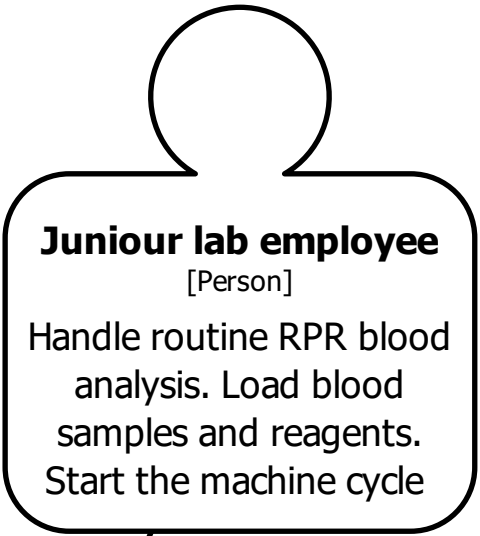 Juniour lab employee
[Person]
Handle routine RPR blood
analysis. Load blood
samples and reagents.
Start the machine cycle